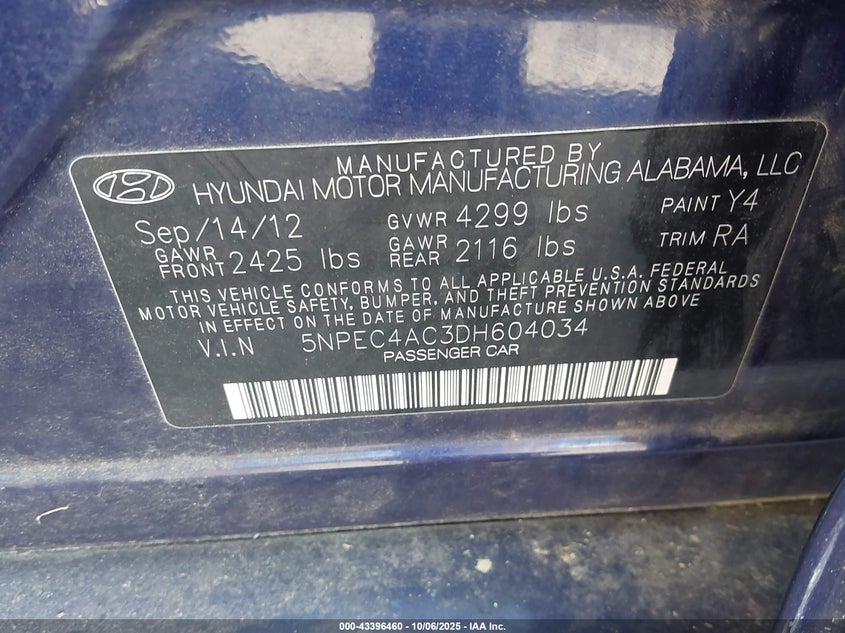 MANUFACTURED BY
HYUNDAI MOTOR MANUFACTURING ALABAMA, LLC
Sep/14/12 GVWR 4299 lbs PAINT Y4
GAWR FRONT 2425 lbs GAWR REAR 2116 lbs TRIM RA
THIS VEHICLE CONFORMS TO ALL APPLICABLE U.S.A. FEDERAL
MOTOR VEHICLE SAFETY, BUMPER, AND THEFT PREVENTION STANDARDS
IN EFFECT ON THE DATE OF MANUFACTURE SHOWN ABOVE
V.I.N 5NPEC4AC3DH604034
PASSENGER CAR
000-43396460 - 10/06/2025 - IAA Inc.